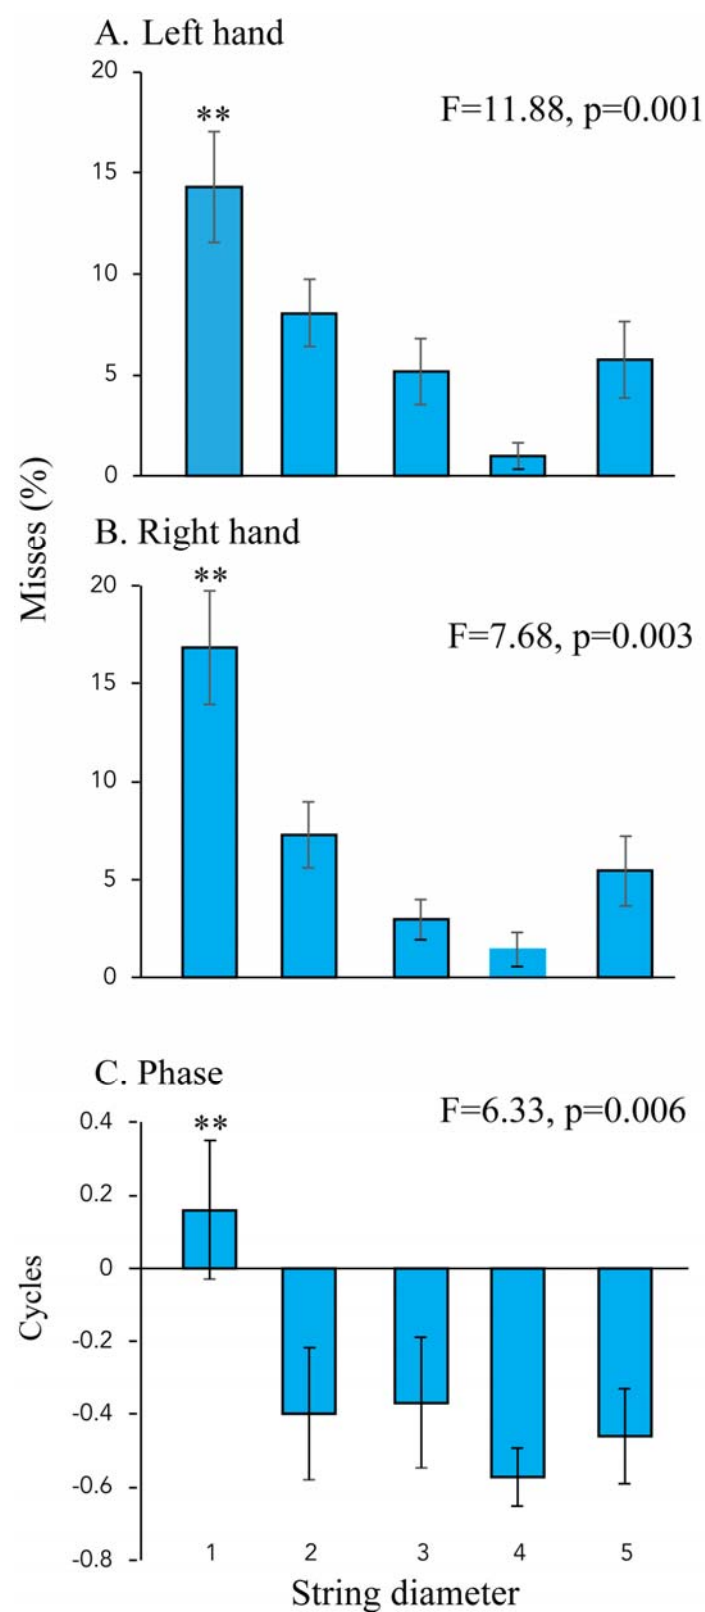 A. Left hand
20
F=11.88, p=0.001
**
15
10
5
0
Misses (%)
B. Right hand
20
**
F=7.68, p=0.003
15
10
5
0
C. Phase
0.4
F=6.33, p=0.006
**
0.2
0
Cycles
-0.2
-0.4
-0.6
-0.8
1 2 3 4 5
String diameter